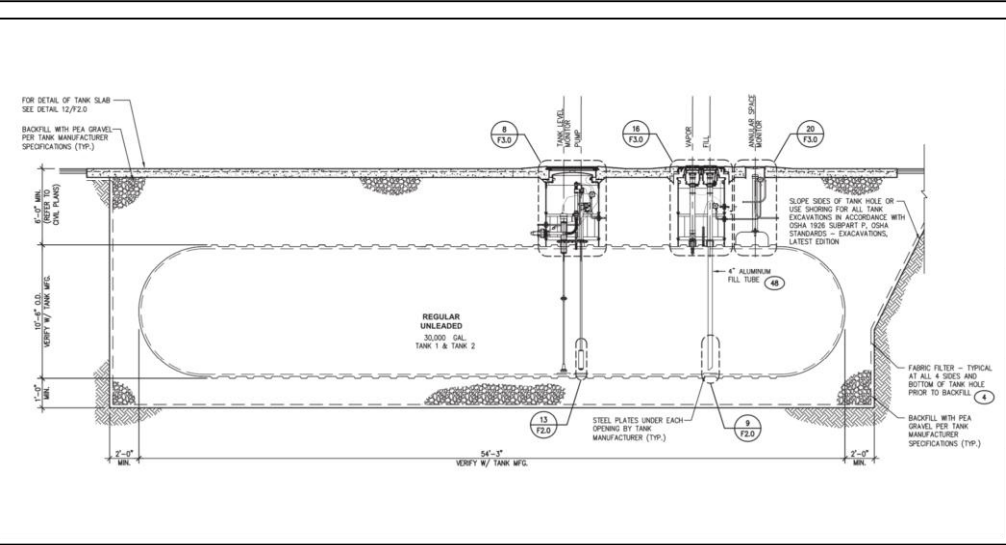 FOR DETAIL OF TANK SLAB
SEE DETAIL 12/F2.0
BACKFILL WITH PEA GRAVEL
PER TANK MANUFACTURER
SPECIFICATIONS (TYP.)
8
F3.0
TANK LEVEL
MONITOR
PUMP
16
F3.0
VAPOR
FILL
ANNULAR SPACE
MONITOR
20
F3.0
6'-0" MIN.
(REFER TO
CIVIL PLANS)
SLOPE SIDES OF TANK HOLE OR
USE SHORING FOR ALL TANK
EXCAVATIONS IN ACCORDANCE WITH
OSHA 1926 SUBPART P, OSHA
STANDARDS - EXACAVATIONS,
LATEST EDITION
4" ALUMINUM
FILL TUBE
48
10'-6" O.D.
VERIFY W/ TANK MFG.
REGULAR
UNLEADED
30,000 GAL.
TANK 1 & TANK 2
1'-0"
MIN.
FABRIC FILTER - TYPICAL
AT ALL 4 SIDES AND
BOTTOM OF TANK HOLE
PRIOR TO BACKFILL
4
13
F2.0
STEEL PLATES UNDER EACH
OPENING BY TANK
MANUFACTURER (TYP.)
9
F2.0
BACKFILL WITH PEA
GRAVEL PER TANK
MANUFACTURER
SPECIFICATIONS (TYP.)
2'-0"
MIN.
54'-3"
VERIFY W/ TANK MFG.
2'-0"
MIN.